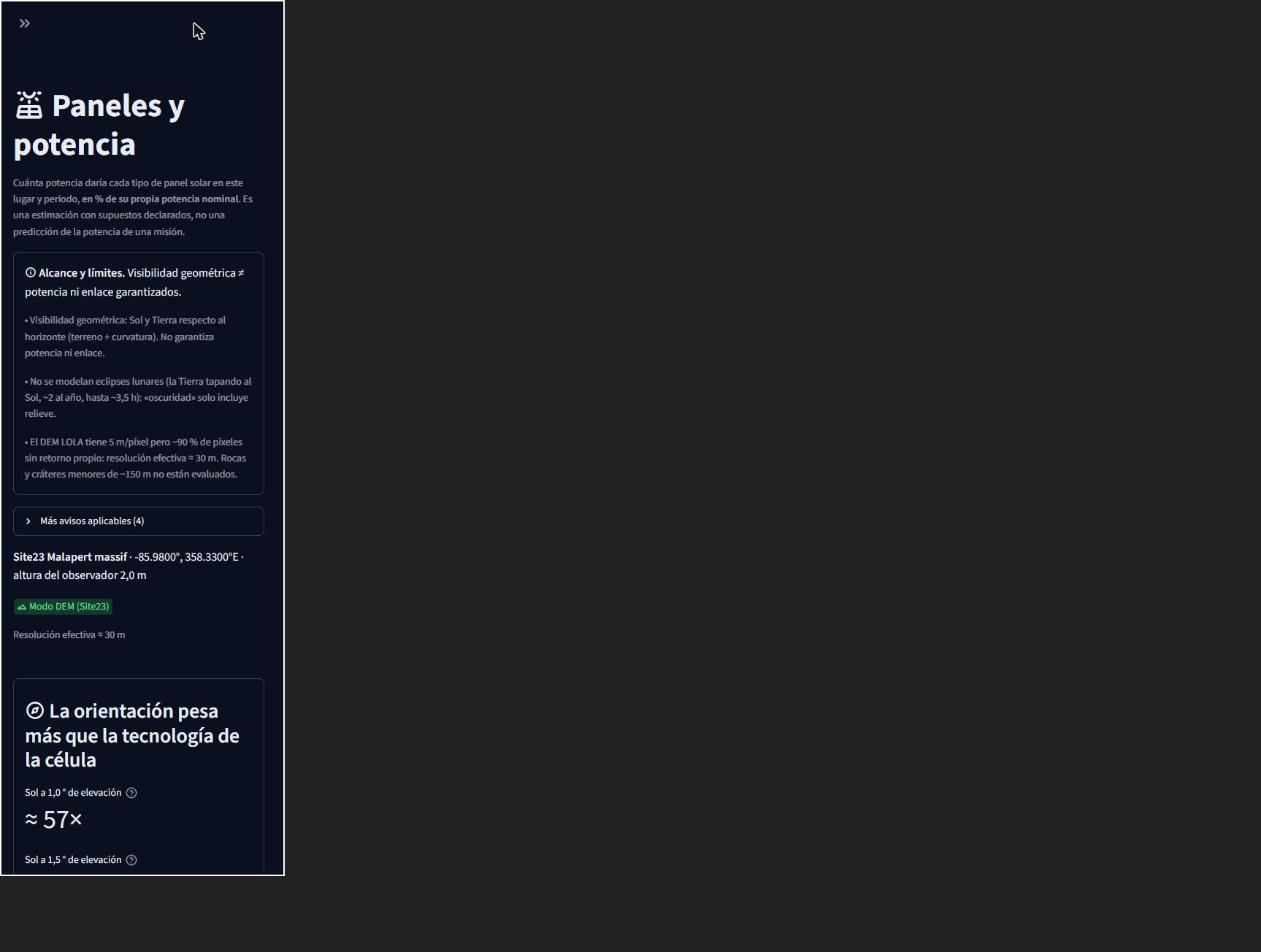 Paneles y
potencia
Cuánta potencia daría cada tipo de panel solar en este
lugar y periodo, en % de su propia potencia nominal. Es
una estimación con supuestos declarados, no una
predicción de la potencia de una misión.
Alcance y límites. Visibilidad geométrica ≠
potencia ni enlace garantizados.
• Visibilidad geométrica: Sol y Tierra respecto al
horizonte (terreno + curvatura). No garantiza
potencia ni enlace.
• No se modelan eclipses lunares (la Tierra tapando al
Sol, ~2 al año, hasta ~3,5 h): «oscuridad» solo incluye
relieve.
• El DEM LOLA tiene 5 m/píxel pero ~90 % de píxeles
sin retorno propio: resolución efectiva ≈ 30 m. Rocas
y cráteres menores de ~150 m no están evaluados.
Más avisos aplicables (4)
Site23 Malapert massif · -85.9800°, 358.3300°E ·
altura del observador 2,0 m
Modo DEM (Site23)
Resolución efectiva ≈ 30 m
La orientación pesa
más que la tecnología de
la célula
Sol a 1,0 ° de elevación
≈ 57×
Sol a 1,5 ° de elevación